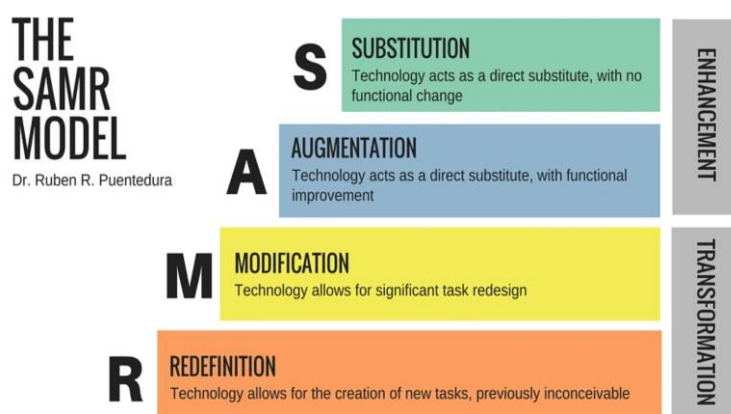 THE
SAMR
MODEL
Dr. Ruben R. Puentedura
S
SUBSTITUTION
Technology acts as a direct substitute, with no
functional change
A
AUGMENTATION
Technology acts as a direct substitute, with functional
improvement
ENHANCEMENT
M
MODIFICATION
Technology allows for significant task redesign
R
REDEFINITION
Technology allows for the creation of new tasks, previously inconceivable
TRANSFORMATION